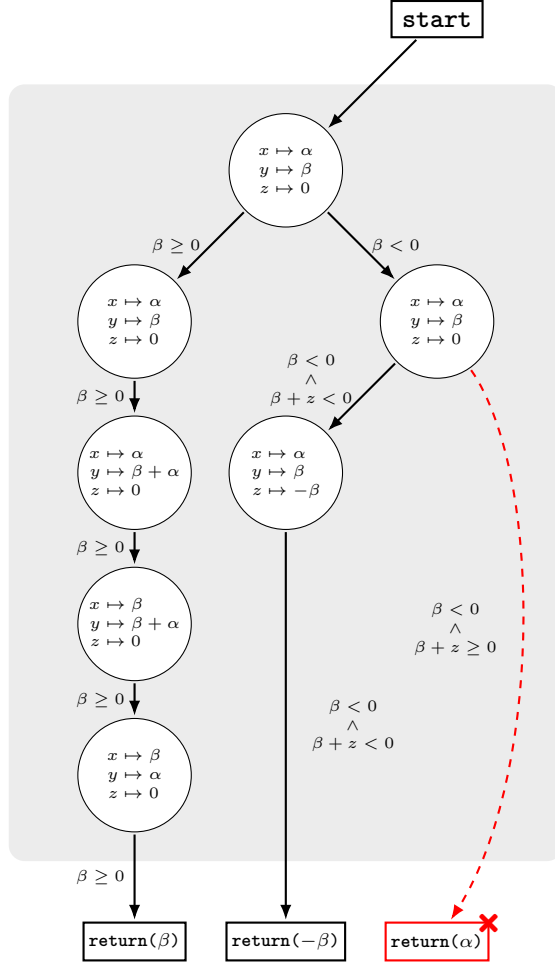 start
x ↦ α
y ↦ β
z ↦ 0
β ≥ 0
β < 0
x ↦ α
y ↦ β
z ↦ 0
x ↦ α
y ↦ β
z ↦ 0
β ≥ 0
β < 0
∧
β + z < 0
x ↦ α
y ↦ β + α
z ↦ 0
x ↦ α
y ↦ β
z ↦ −β
β ≥ 0
x ↦ β
y ↦ β + α
z ↦ 0
β < 0
∧
β + z ≥ 0
β ≥ 0
β < 0
∧
β + z < 0
x ↦ β
y ↦ α
z ↦ 0
β ≥ 0
return(β)
return(−β)
return(α)